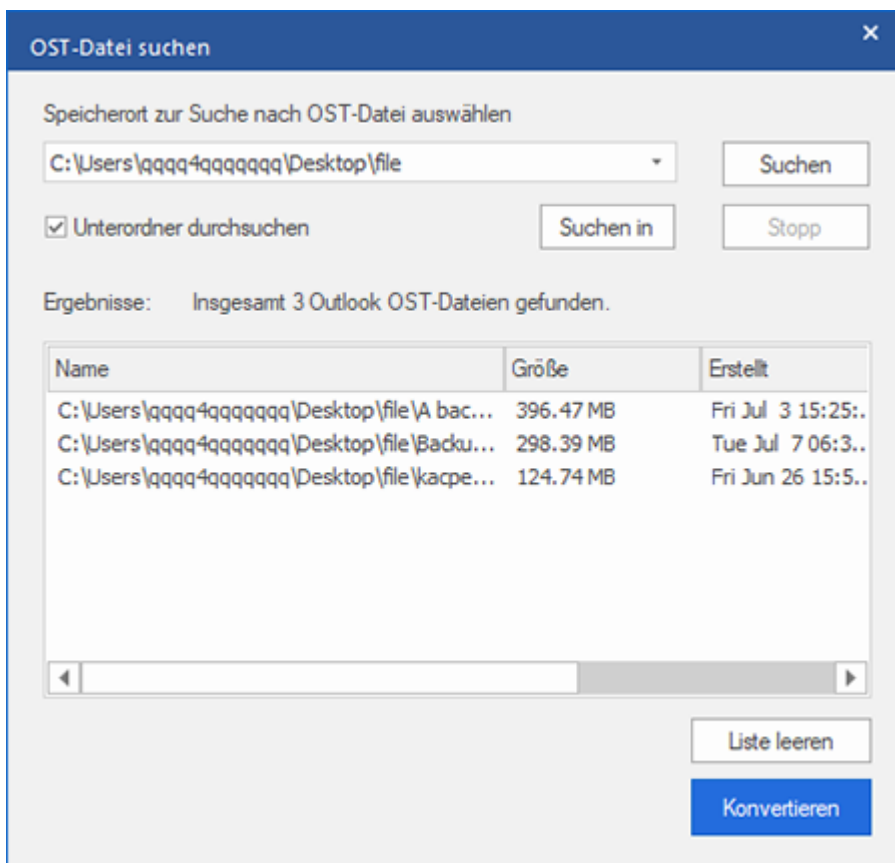 OST-Datei suchen
Speicherort zur Suche nach OST-Datei auswählen
C:\Users\qqqq4qqqqqqq\Desktop\file
Suchen
Unterordner durchsuchen
Suchen in
Stopp
Ergebnisse: Insgesamt 3 Outlook OST-Dateien gefunden.
Name Größe Erstellt
C:\Users\qqqq4qqqqqqq\Desktop\file\A bac... 396.47 MB Fri Jul 3 15:25:.
C:\Users\qqqq4qqqqqqq\Desktop\file\Backu... 298.39 MB Tue Jul 7 06:3..
C:\Users\qqqq4qqqqqqq\Desktop\file\kacpe... 124.74 MB Fri Jun 26 15:5..
Liste leeren
Konvertieren